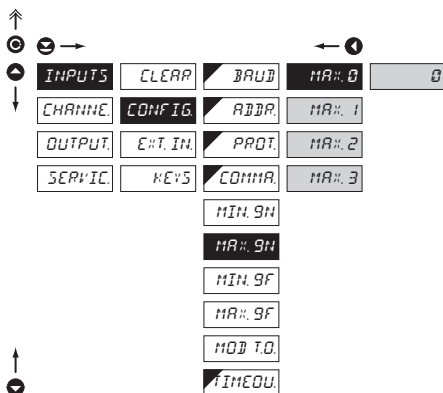 INPUTS CLEAR BAUD MAX. 0 0
CHANNE. CONFIG. ADDR. MAX. 1
OUTPUT. EXT. IN. PROT. MAX. 2
SERVIC. KEYS COMMA. MAX. 3
MIN. 9N
MAX. 9N
MIN. 9F
MAX. 9F
MOD T.O.
TIMEOU.